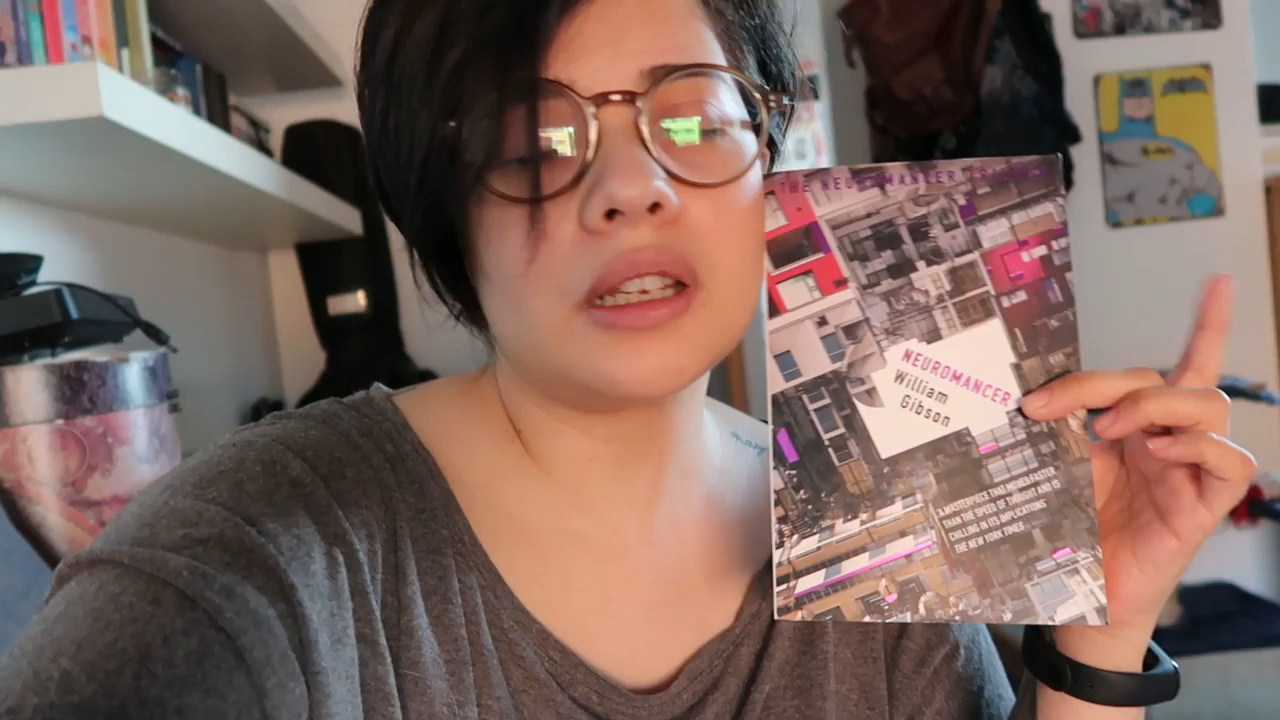 THE NEUROMANCER TRILOGY
NEUROMANCER
William
Gibson
'A MASTERPIECE THAT MOVES FASTER
THAN THE SPEED OF THOUGHT AND IS
CHILLING IN ITS IMPLICATIONS'
THE NEW YORK TIMES